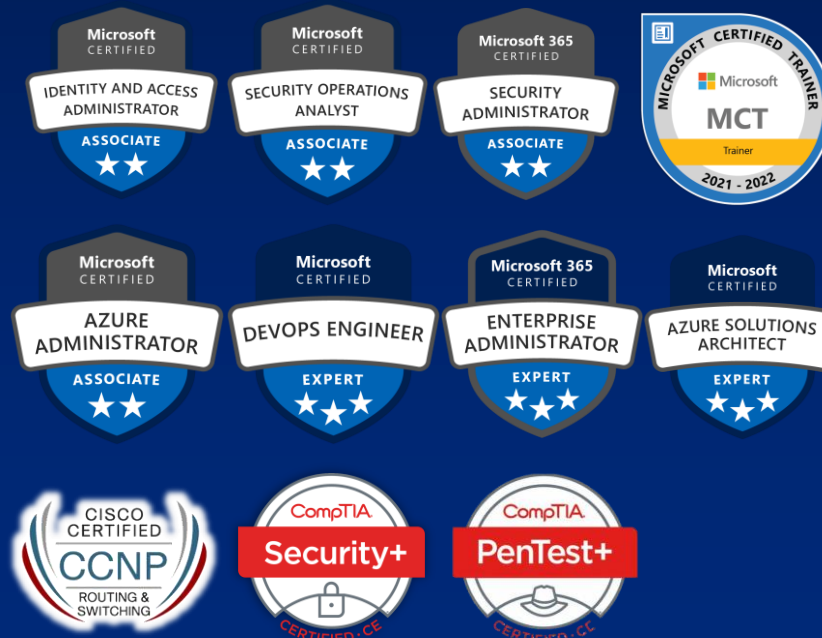 Microsoft
CERTIFIED
IDENTITY AND ACCESS
ADMINISTRATOR
ASSOCIATE
Microsoft
CERTIFIED
SECURITY OPERATIONS
ANALYST
ASSOCIATE
Microsoft 365
CERTIFIED
SECURITY
ADMINISTRATOR
ASSOCIATE
MICROSOFT CERTIFIED TRAINER
Microsoft
MCT
Trainer
2021 - 2022
Microsoft
CERTIFIED
AZURE
ADMINISTRATOR
ASSOCIATE
Microsoft
CERTIFIED
DEVOPS ENGINEER
EXPERT
Microsoft 365
CERTIFIED
ENTERPRISE
ADMINISTRATOR
EXPERT
Microsoft
CERTIFIED
AZURE SOLUTIONS
ARCHITECT
EXPERT
CISCO
CERTIFIED
CCNP
ROUTING &
SWITCHING
CompTIA.
Security+
CERTIFIED·CE
CompTIA.
PenTest+